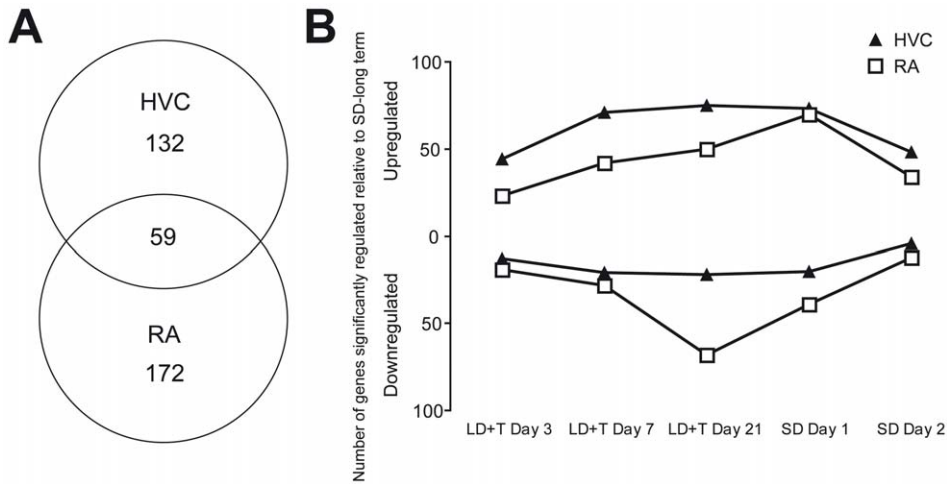 A
HVC
132
59
RA
172
B
Number of genes significantly regulated relative to SD-long term
Upregulated
Downregulated
100
50
0
50
100
HVC
RA
LD+T Day 3
LD+T Day 7
LD+T Day 21
SD Day 1
SD Day 2